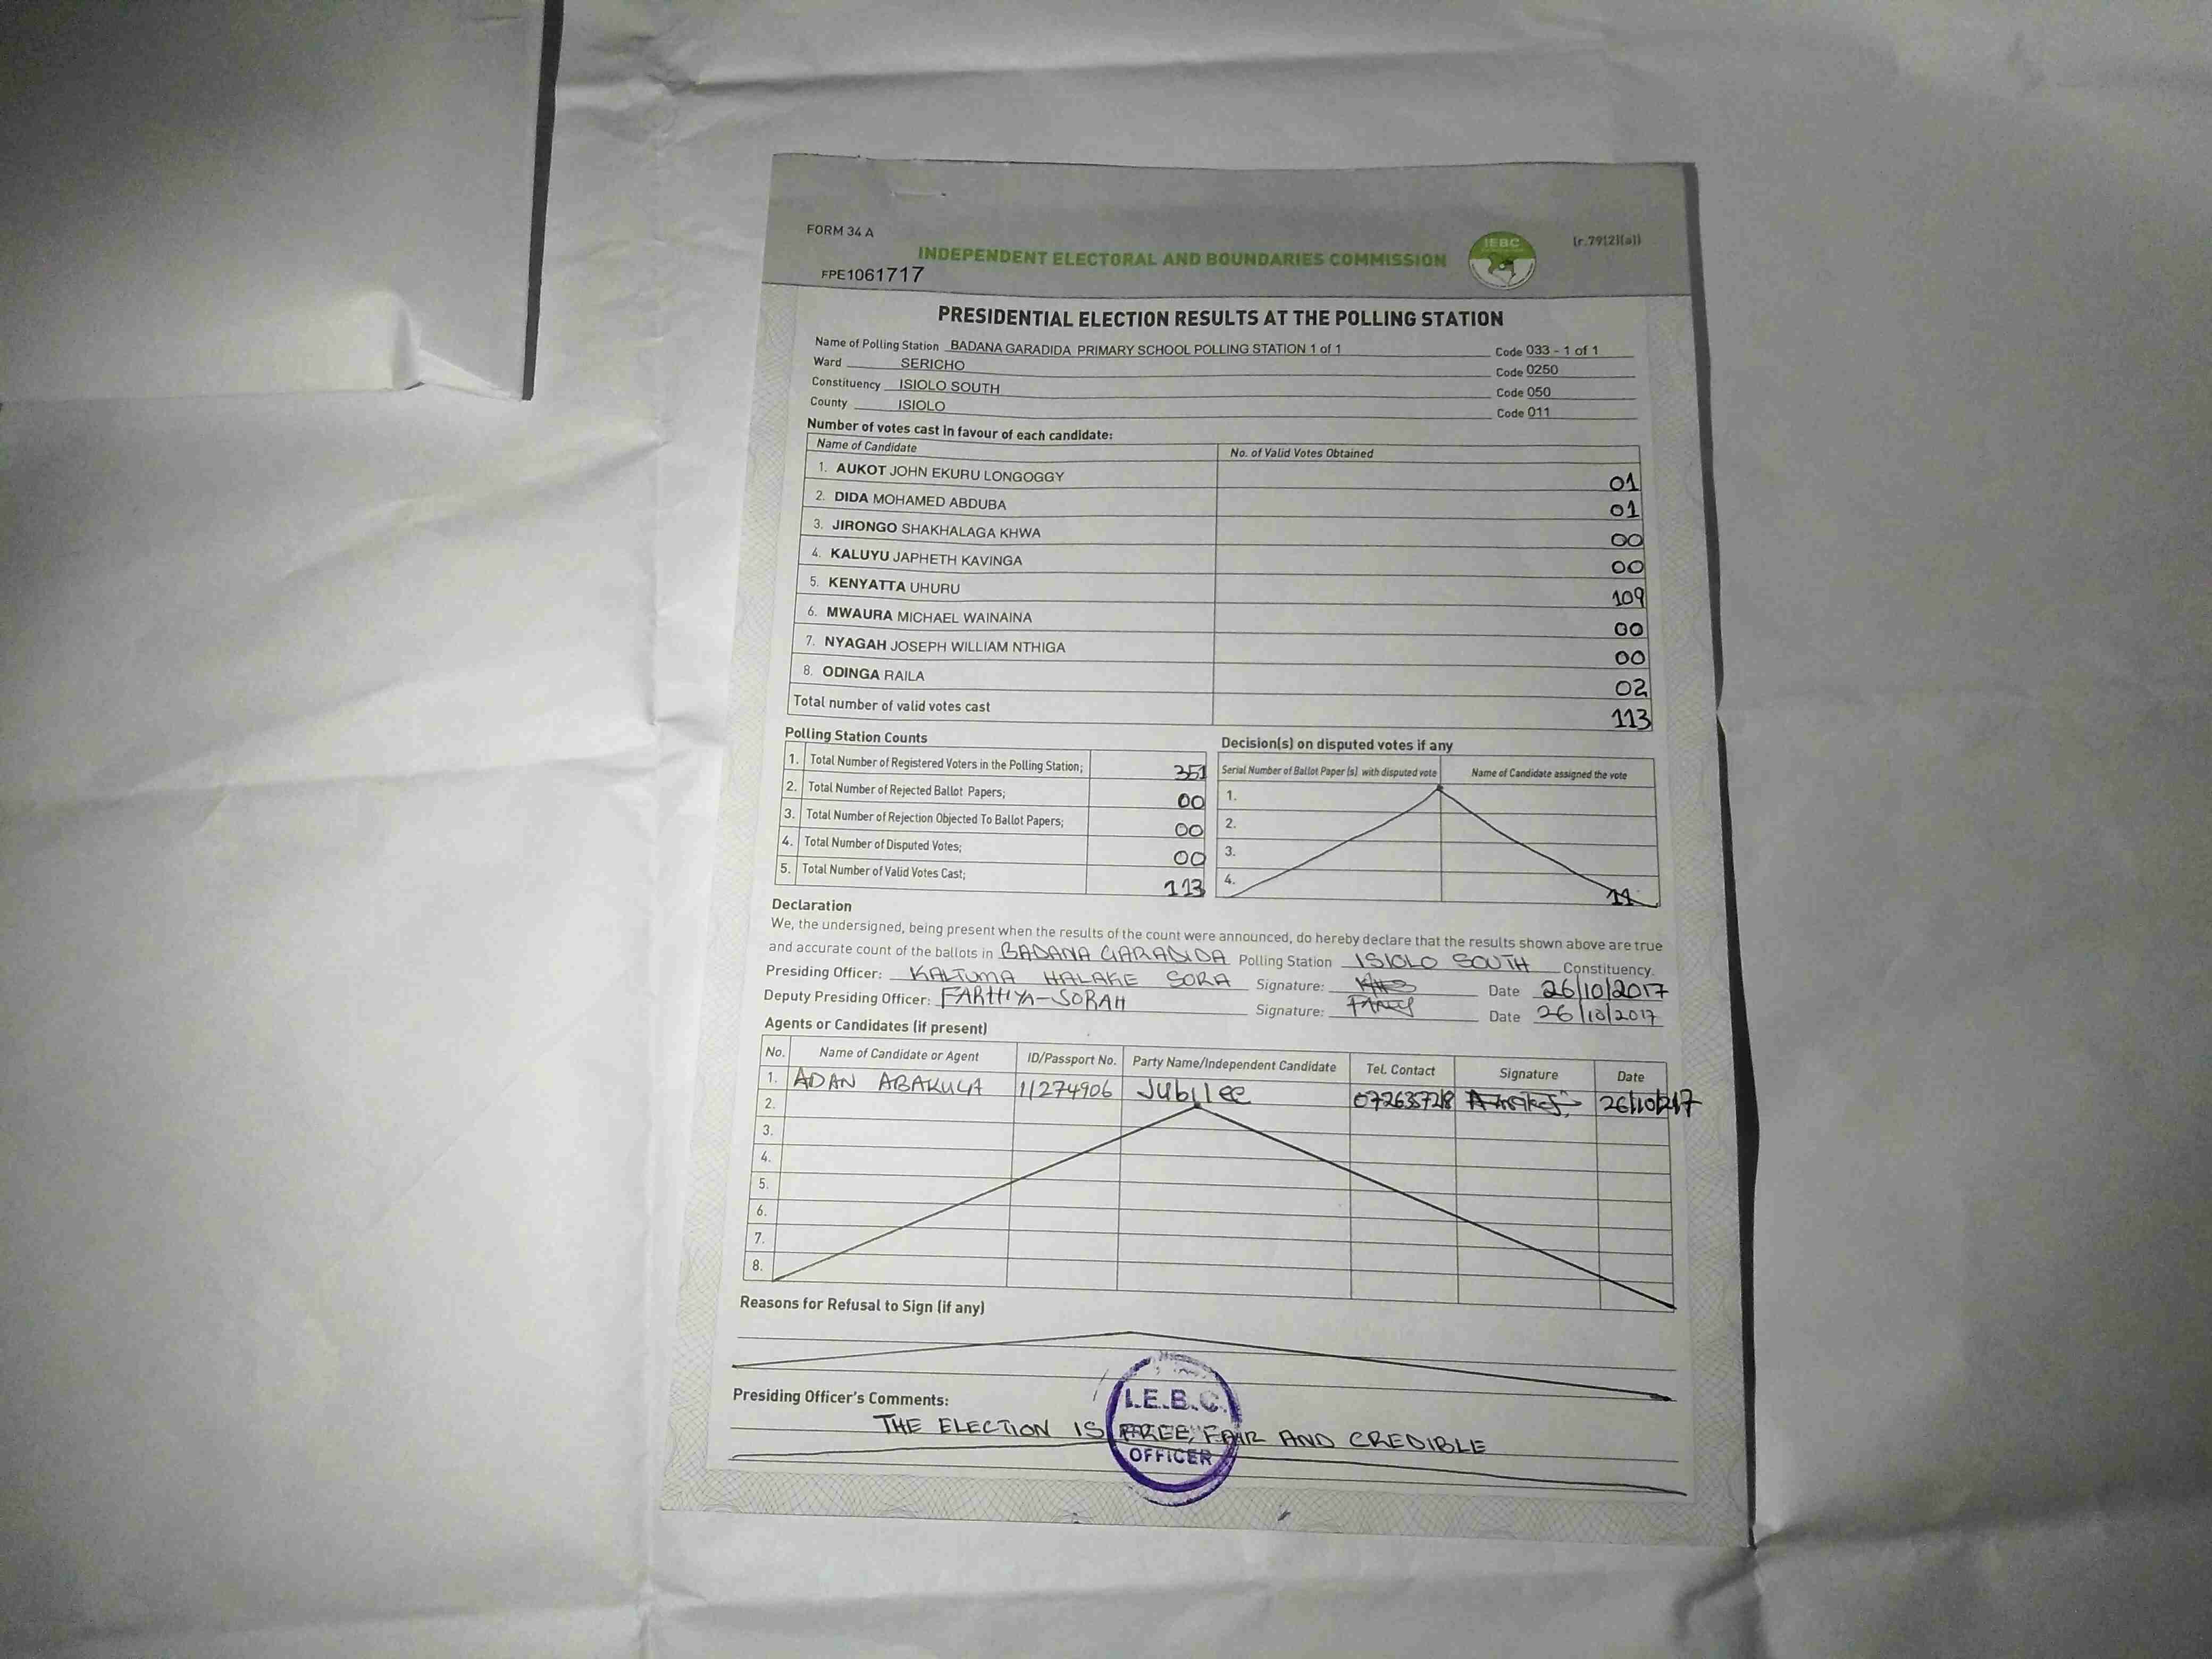 FORM 34 A
(r.79(2)(a))
INDEPENDENT ELECTORAL AND BOUNDARIES COMMISSION
IEBC
FPE1061717
PRESIDENTIAL ELECTION RESULTS AT THE POLLING STATION
Name of Polling Station BADANA GARADIDA PRIMARY SCHOOL POLLING STATION 1 of 1 Code 033 - 1 of 1
Ward SERICHO Code 0250
Constituency ISIOLO SOUTH Code 050
County ISIOLO Code 011
Number of votes cast in favour of each candidate:
Name of Candidate No. of Valid Votes Obtained
1. AUKOT JOHN EKURU LONGOGGY 01
2. DIDA MOHAMED ABDUBA 01
3. JIRONGO SHAKHALAGA KHWA 00
4. KALUYU JAPHETH KAVINGA 00
5. KENYATTA UHURU 109
6. MWAURA MICHAEL WAINAINA 00
7. NYAGAH JOSEPH WILLIAM NTHIGA 00
8. ODINGA RAILA 02
Total number of valid votes cast 113
Polling Station Counts
1. Total Number of Registered Voters in the Polling Station; 351
2. Total Number of Rejected Ballot Papers; 00
3. Total Number of Rejection Objected To Ballot Papers; 00
4. Total Number of Disputed Votes; 00
5. Total Number of Valid Votes Cast; 113
Decision(s) on disputed votes if any
Serial Number of Ballot Paper (s) with disputed vote Name of Candidate assigned the vote
1.
2.
3.
4.
Declaration
We, the undersigned, being present when the results of the count were announced, do hereby declare that the results shown above are true
and accurate count of the ballots in BADANA GARADIDA Polling Station ISIOLO SOUTH Constituency.
Presiding Officer: KALTUMA HALAKE SORA Signature: Date 26/10/2017
Deputy Presiding Officer: FARHIYA-SORAH Signature: Date 26/10/2017
Agents or Candidates (if present)
No. Name of Candidate or Agent ID/Passport No. Party Name/Independent Candidate Tel. Contact Signature Date
1. ADAN ABAKULA 11274906 Jubilee 26/10/2017
2.
3.
4.
5.
6.
7.
8.
Reasons for Refusal to Sign (if any)
Presiding Officer's Comments:
THE ELECTION IS FREE, FAIR AND CREDIBLE
I.E.B.C.
OFFICER